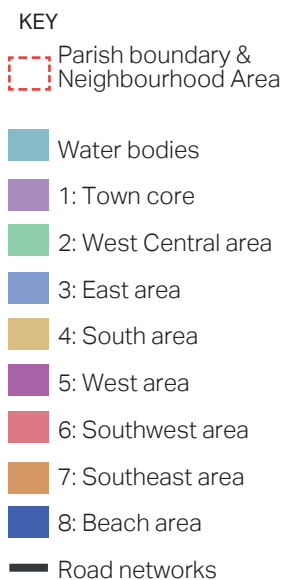 KEY
Parish boundary &
Neighbourhood Area
Water bodies
1: Town core
2: West Central area
3: East area
4: South area
5: West area
6: Southwest area
7: Southeast area
8: Beach area
Road networks